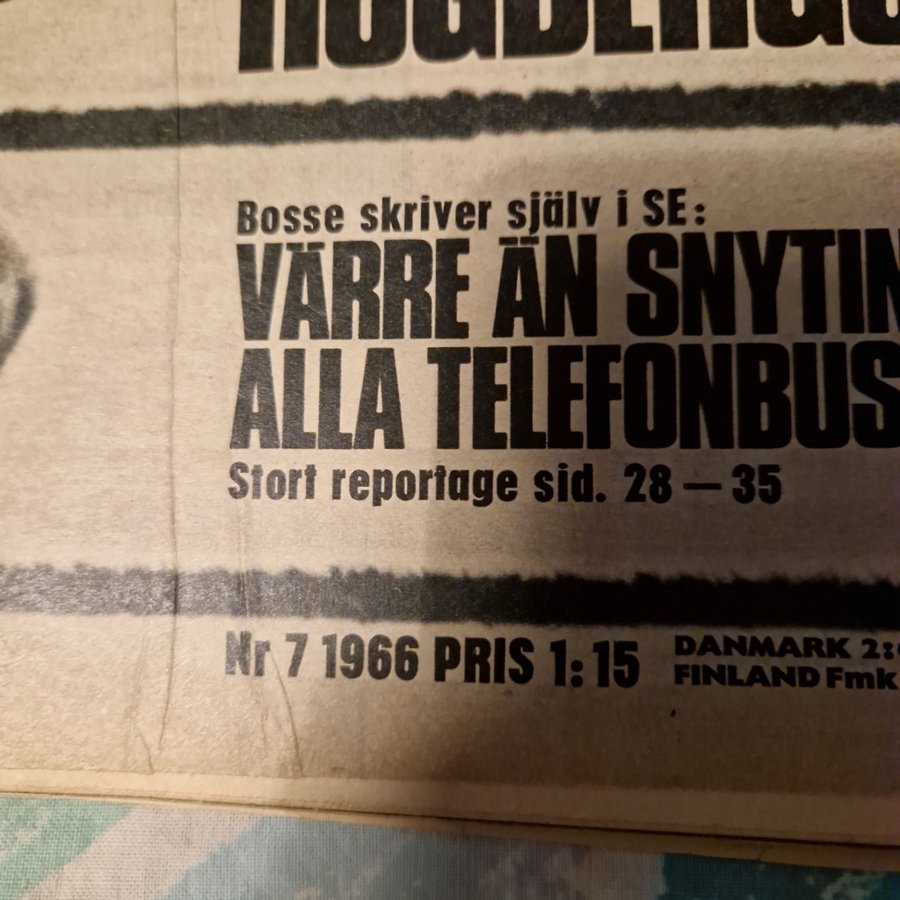 Bosse skriver själv i SE:
VÄRRE ÄN SNYTIN
ALLA TELEFONBUS
Stort reportage sid. 28 — 35
Nr 7 1966 PRIS 1:15 DANMARK 2:
FINLAND Fmk